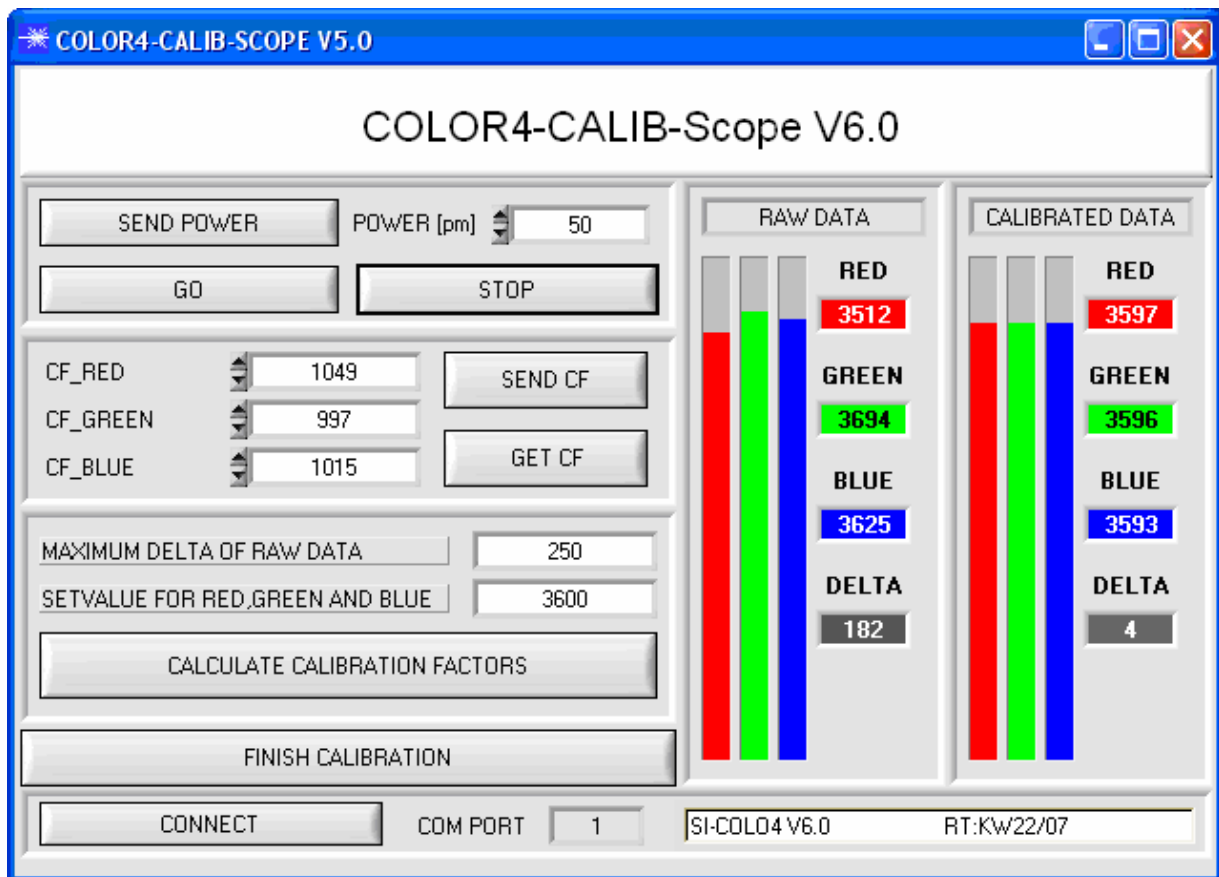 COLOR4-CALIB-SCOPE V5.0
COLOR4-CALIB-Scope V6.0
SEND POWER
POWER [pm] 50
GO
STOP
CF_RED 1049
CF_GREEN 997
CF_BLUE 1015
SEND CF
GET CF
MAXIMUM DELTA OF RAW DATA 250
SETVALUE FOR RED,GREEN AND BLUE 3600
CALCULATE CALIBRATION FACTORS
FINISH CALIBRATION
RAW DATA
RED
3512
GREEN
3694
BLUE
3625
DELTA
182
CALIBRATED DATA
RED
3597
GREEN
3596
BLUE
3593
DELTA
4
CONNECT
COM PORT 1
SI-COLO4 V6.0 RT:KW22/07